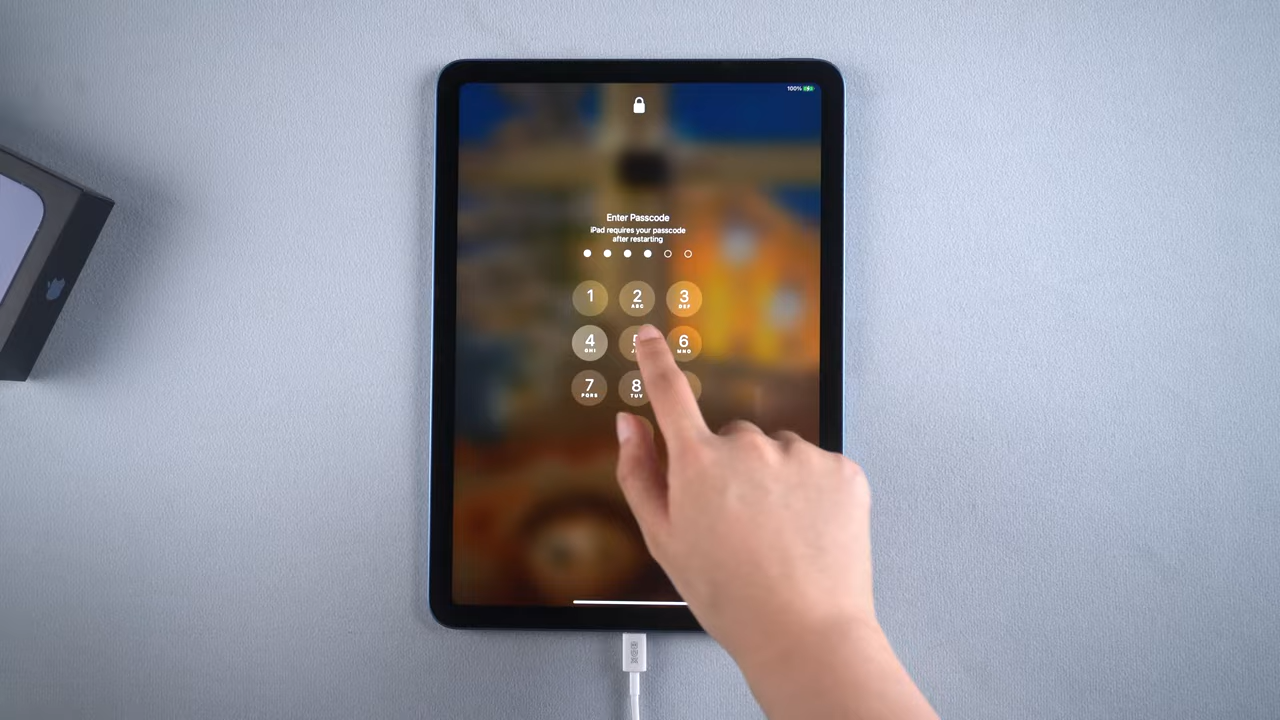 100%
Enter Passcode
iPad requires your passcode
after restarting
1 2 3
ABC DEF
4 5 6
GHI MNO
7 8
PQRS TUV